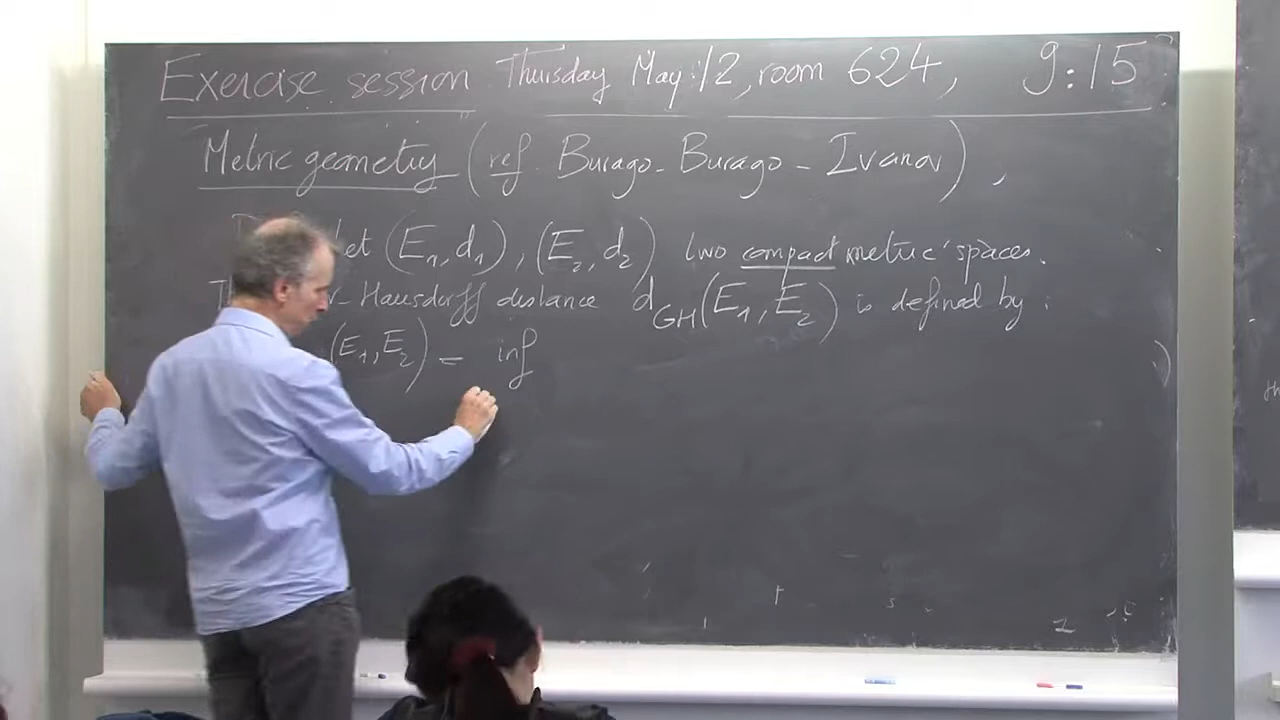 Exercise session Thursday May 12, room 624, 9:15
Metric geometry (ref. Burago - Burago - Ivanov),
let (E₁, d₁), (E₂, d₂) two compact metric spaces.
-Hausdorff distance d_GH(E₁, E₂) is defined by :
(E₁, E₂) = inf